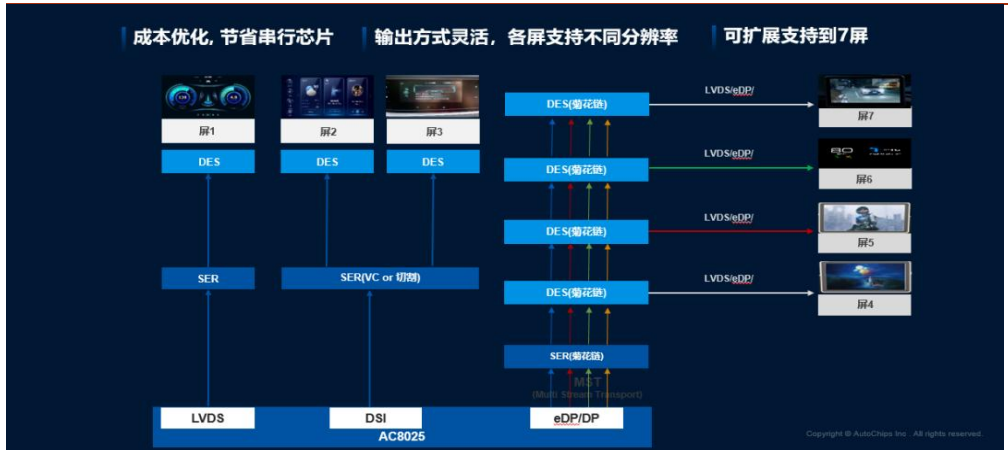 成本优化, 节省串行芯片
输出方式灵活，各屏支持不同分辨率
可扩展支持到7屏
屏1
屏2
屏3
DES
DES
DES
SER
SER(VC or 切割)
DES(菊花链)
LVDS/eDP/
屏7
DES(菊花链)
LVDS/eDP/
屏6
DES(菊花链)
LVDS/eDP/
屏5
DES(菊花链)
LVDS/eDP/
屏4
SER(菊花链)
MST
(Multi Stream Transport)
LVDS
DSI
eDP/DP
AC8025
Copyright © AutoChips Inc . All rights reserved.